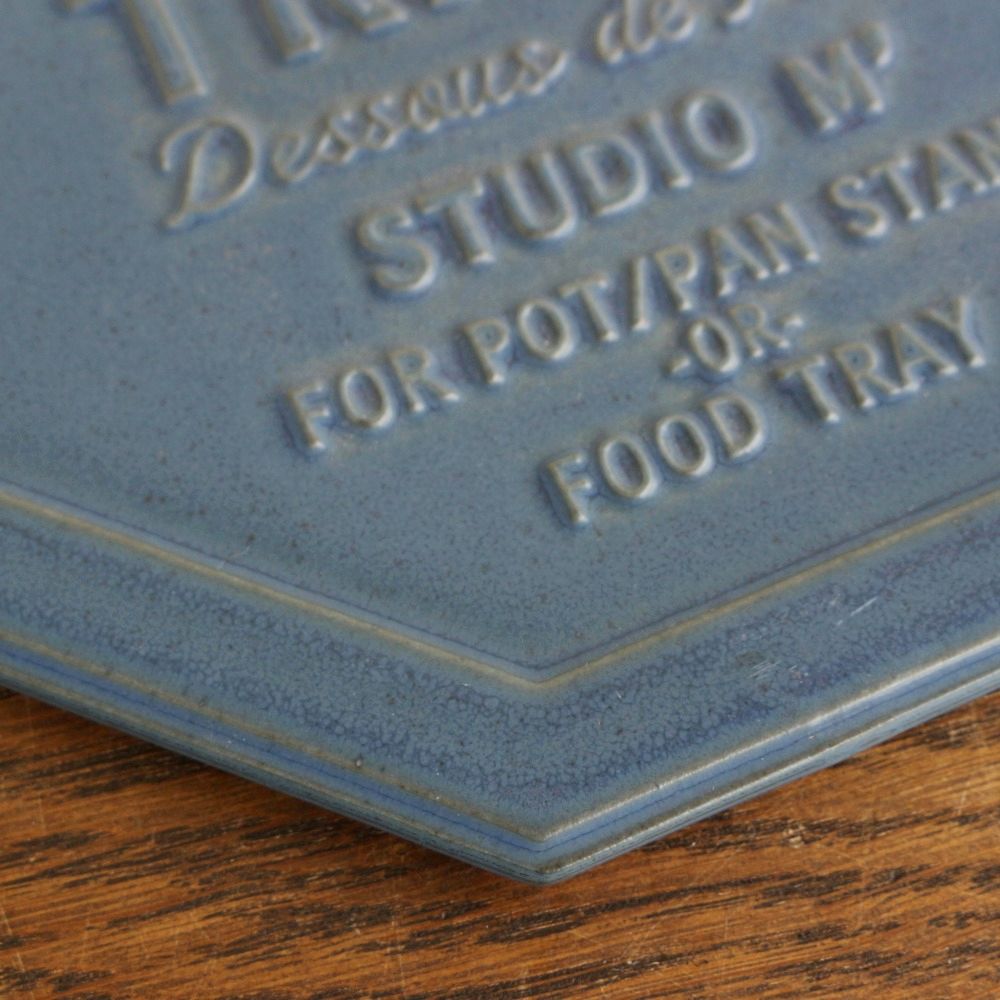 Dessous de
STUDIO M'
FOR POT/PAN STAN
-OR-
FOOD TRAY